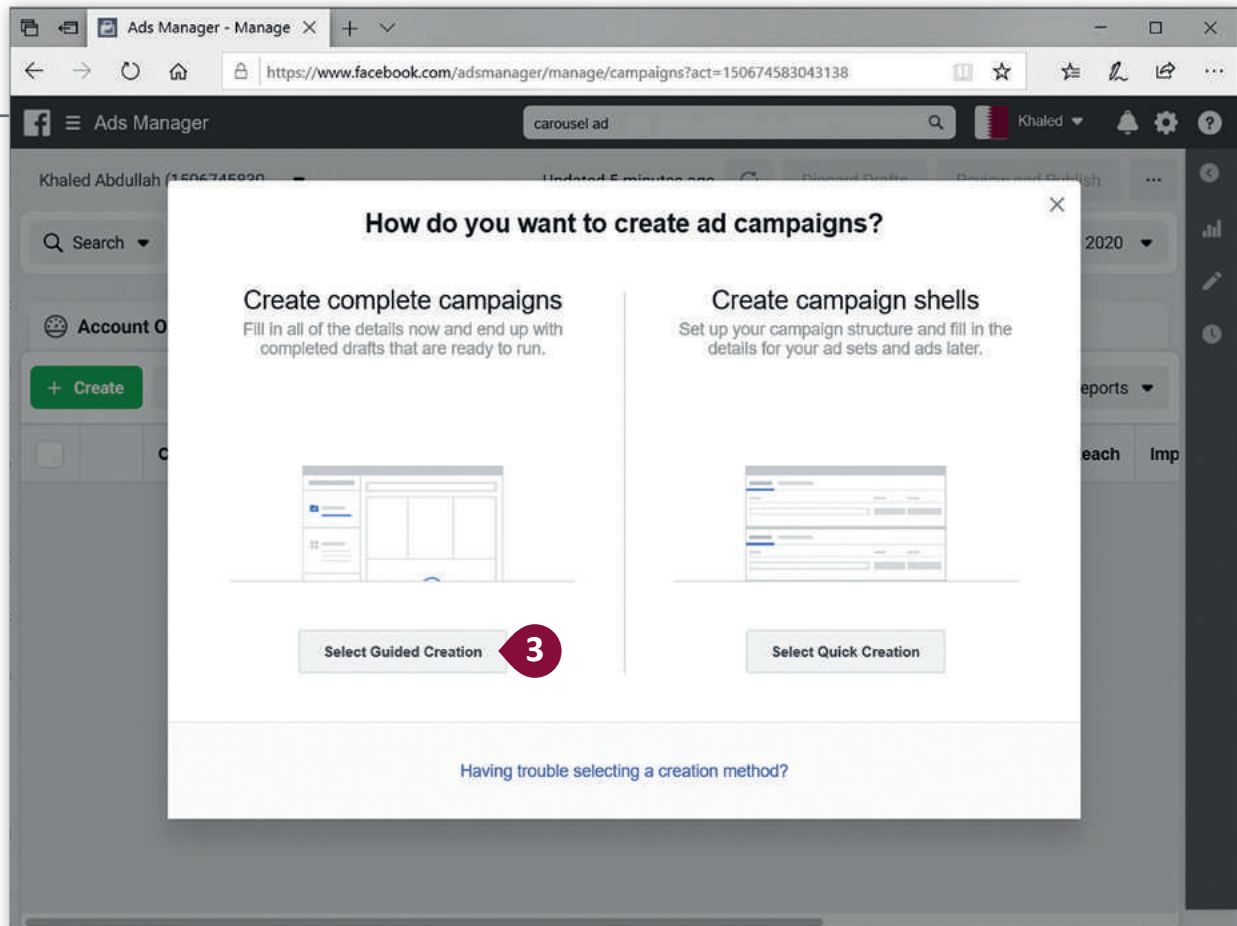 Ads Manager - Manage
https://www.facebook.com/adsmanager/manage/campaigns?act=150674583043138
f Ads Manager
carousel ad
Khaled
Khaled Abdullah (1506745830
Updated 5 minutes ago
Discard Drafts
Review and Publish
Search
2020
How do you want to create ad campaigns?
Create complete campaigns
Fill in all of the details now and end up with
completed drafts that are ready to run.
Create campaign shells
Set up your campaign structure and fill in the
details for your ad sets and ads later.
Account O
+ Create
eports
C
each
Imp
Select Guided Creation
3
Select Quick Creation
Having trouble selecting a creation method?